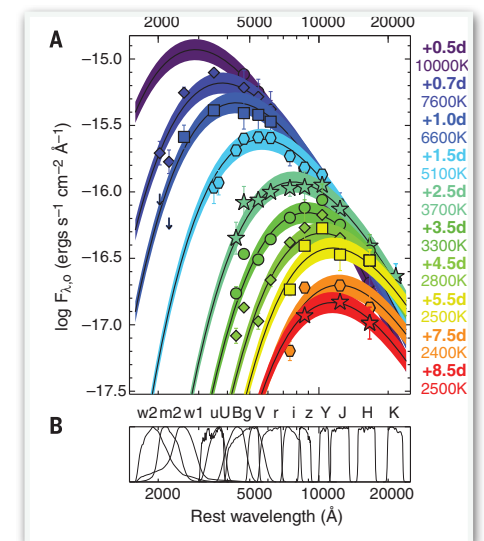 A
2000 5000 10000 20000
−15.0
−15.5
−16.0
−16.5
−17.0
−17.5
log Fλ,o (ergs s−1 cm−2 Å−1)
+0.5d
10000K
+0.7d
7600K
+1.0d
6600K
+1.5d
5100K
+2.5d
3700K
+3.5d
3300K
+4.5d
2800K
+5.5d
2500K
+7.5d
2400K
+8.5d
2500K
B
w2 m2 w1 uU Bg V r i z Y J H K
2000 5000 10000 20000
Rest wavelength (Å)